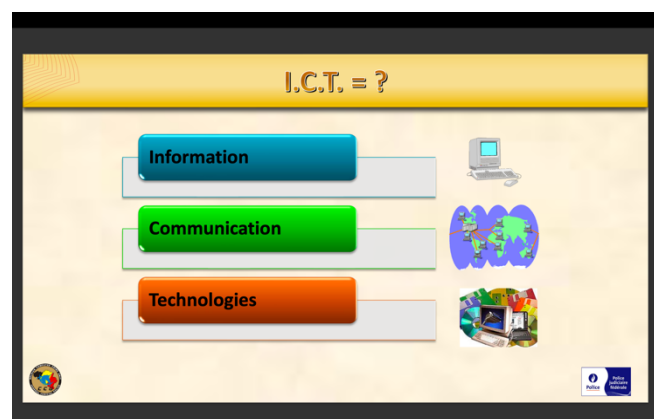 I.C.T. = ?
Information
Communication
Technologies
Police
Police
Judiciaire
Fédérale